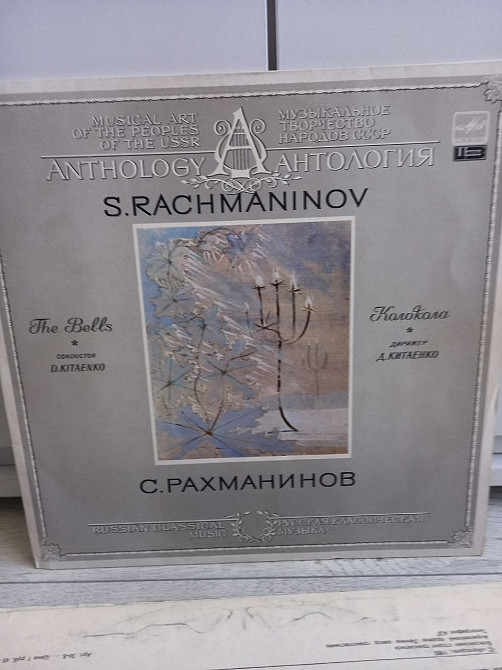 MUSICAL ART
OF THE PEOPLES
OF THE USSR
МУЗЫКАЛЬНОЕ
ТВОРЧЕСТВО
НАРОДОВ СССР
ANTHOLOGY АНТОЛОГИЯ
S.RACHMANINOV
The Bells
*
CONDUCTOR
D.KITAENKO
Колокола
*
ДИРИЖЕР
Д.КИТАЕНКО
С.РАХМАНИНОВ
RUSSIAN CLASSICAL
MUSIC
РУССКАЯ КЛАССИЧЕСКАЯ
МУЗЫКА